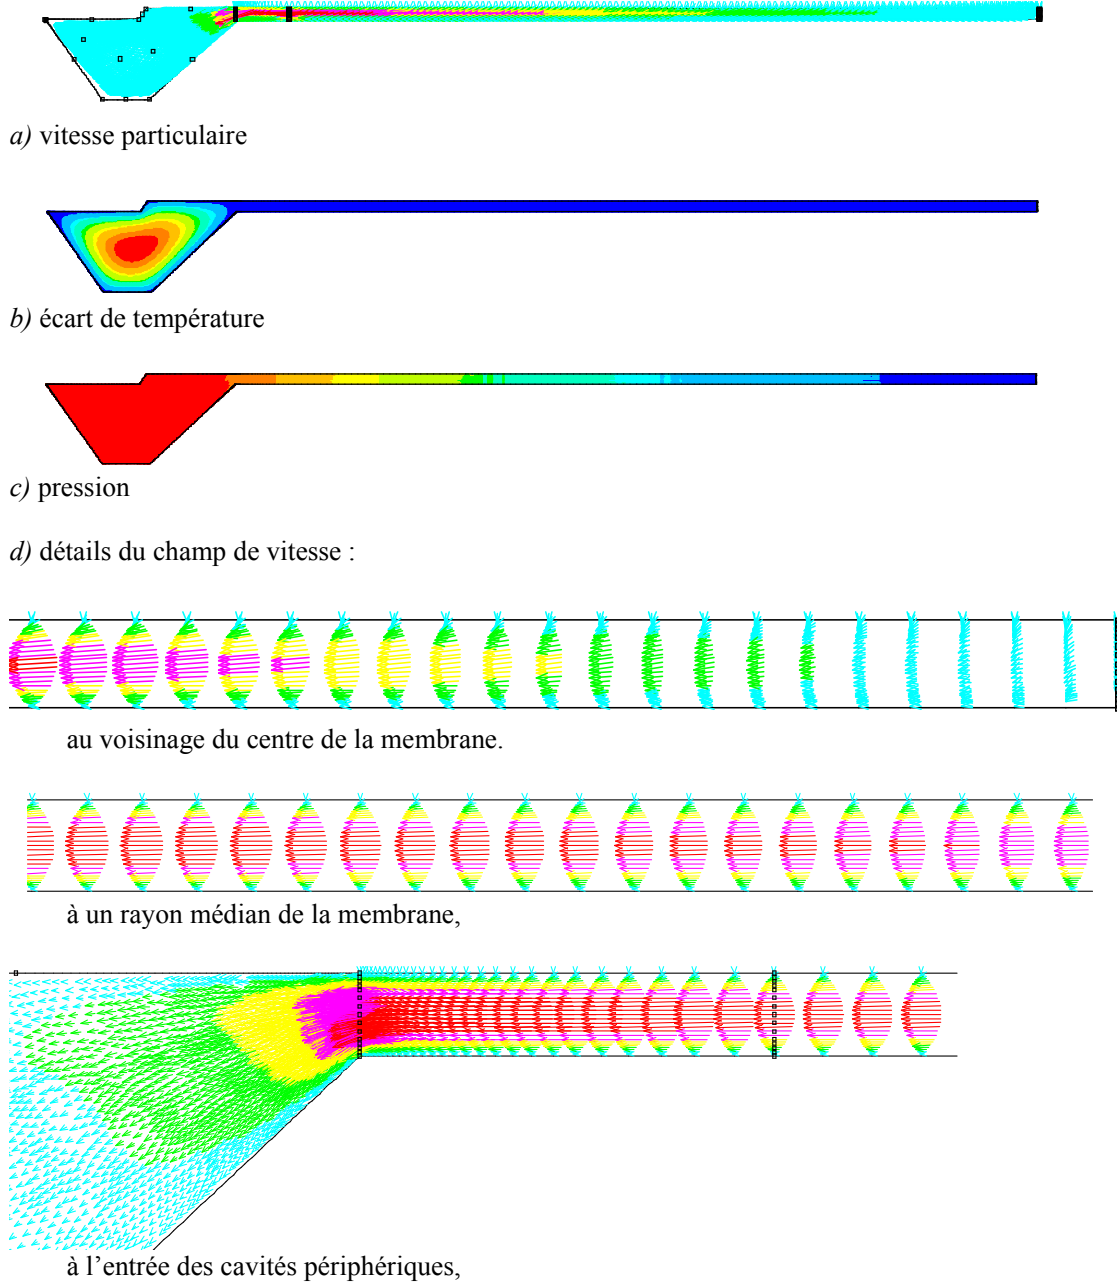 a) vitesse particulaire
b) écart de température
c) pression
d) détails du champ de vitesse :
au voisinage du centre de la membrane.
à un rayon médian de la membrane,
à l’entrée des cavités périphériques,